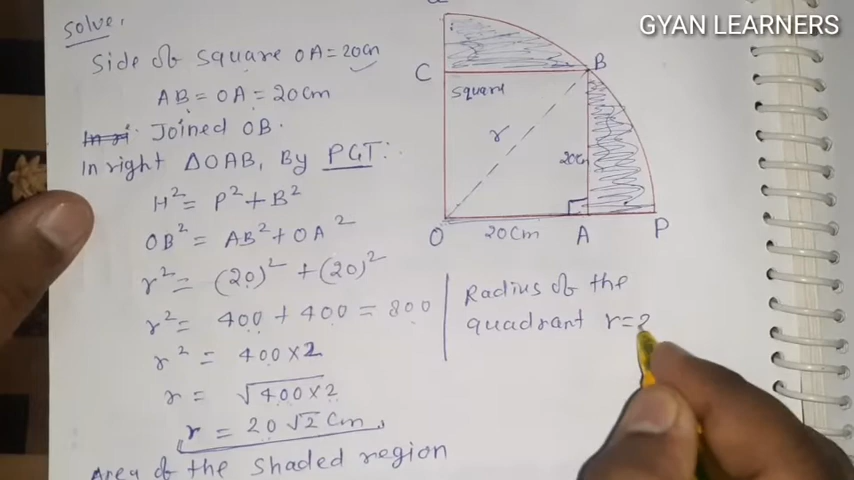 GYAN LEARNERS
Solve.
Side of square OA = 20cm
AB = OA = 20cm
Joined OB.
In right ΔOAB, By PGT:
H² = P² + B²
OB² = AB² + OA²
r² = (20)² + (20)²
r² = 400 + 400 = 800
r² = 400 × 2
r = √400×2
r = 20√2 Cm
Area of the shaded region
C
B
square
r
20c
O
20cm
A
P
Radius of the
quadrant r=2